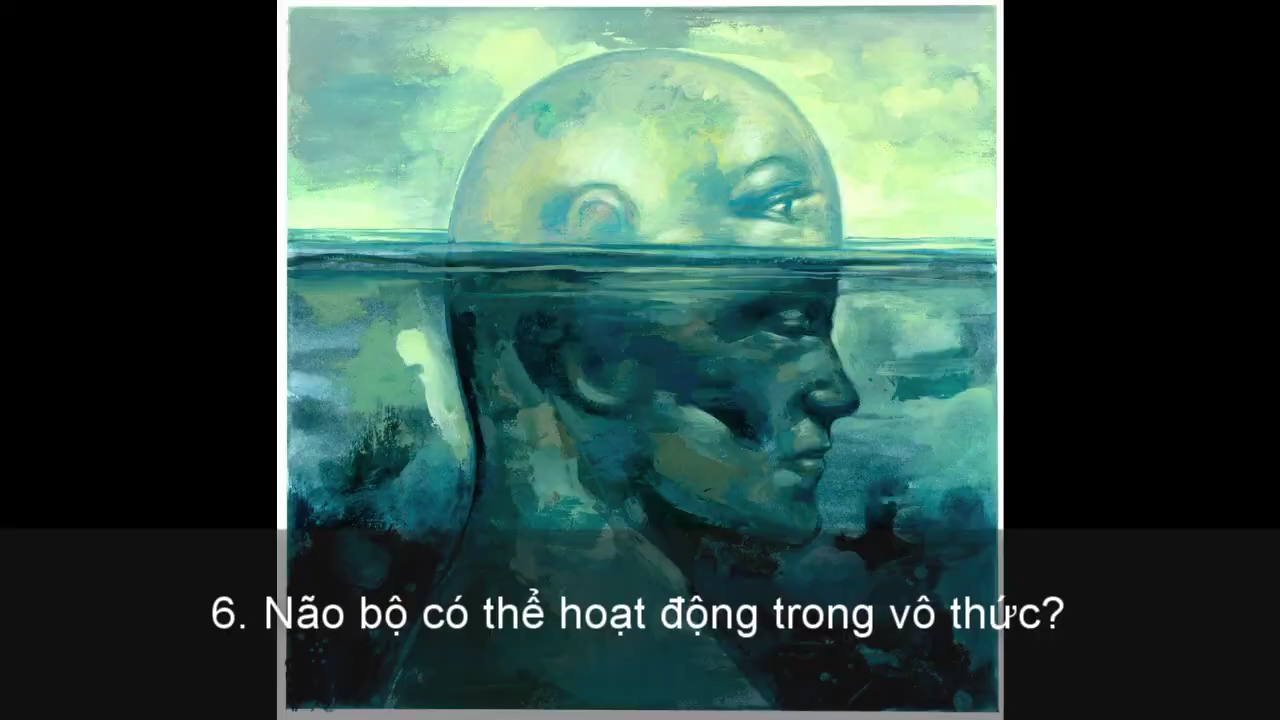 6. Não bộ có thể hoạt động trong vô thức?